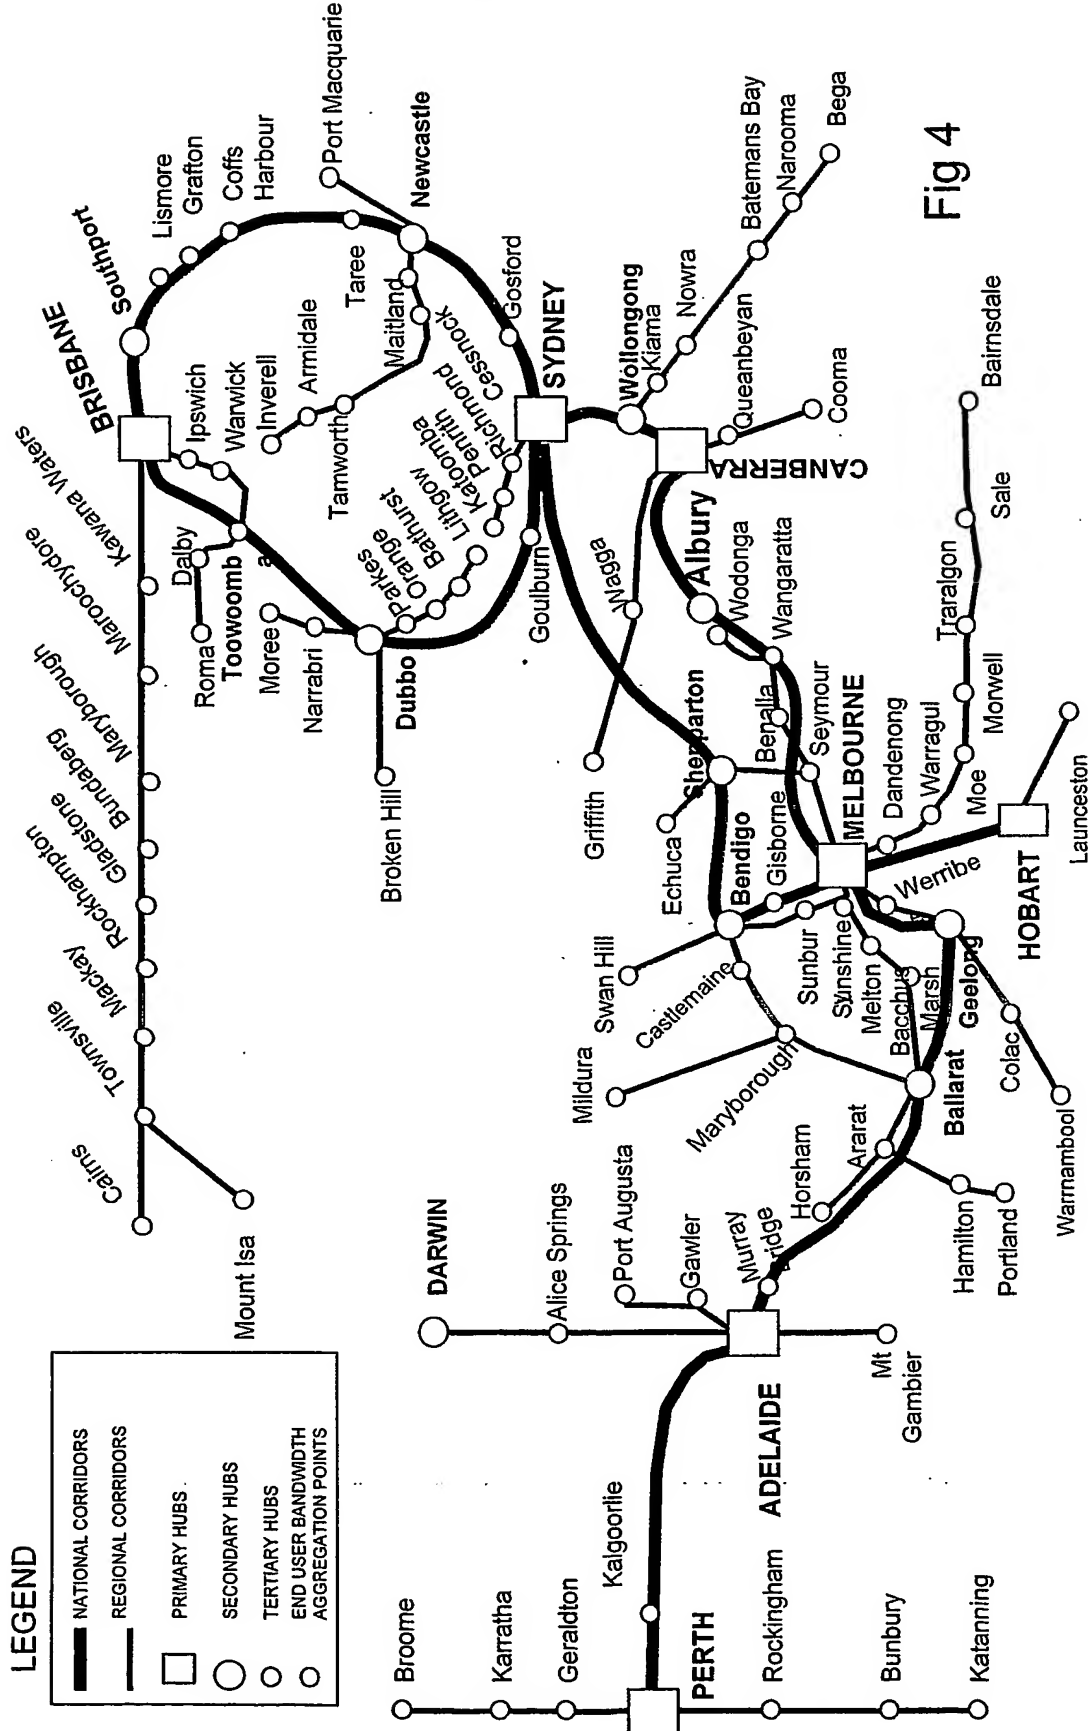 LEGEND
NATIONAL CORRIDORS
REGIONAL CORRIDORS
PRIMARY HUBS
SECONDARY HUBS
TERTIARY HUBS
END USER BANDWIDTH
AGGREGATION POINTS
Cairns
Townsville
Mackay
Rockhampton
Gladstone
Bundaberg
Maryborough
Maroochydore
Kawana Waters
BRISBANE
Southport
Lismore
Grafton
Coffs
Harbour
Port Macquarie
Newcastle
Taree
Maitland
Cessnock
Gosford
Mount Isa
Ipswich
Warwick
Inverell
Armidale
Tamworth
Dalby
Toowoomb
a
Roma
Moree
Narrabri
Dubbo
Broken Hill
Parkes
Orange
Bathurst
Lithgow
Katoomba
Penrith
Richmond
Goulburn
SYDNEY
Wollongong
Kiama
Nowra
Batemans Bay
Narooma
Bega
Queanbeyan
Cooma
CANBERRA
Wagga
Griffith
Albury
Wodonga
Wangaratta
Benalla
Seymour
Shepparton
Echuca
Bendigo
Gisborne
MELBOURNE
Dandenong
Warragul
Moe
Morwell
Traralgon
Sale
Bairnsdale
HOBART
Launceston
Swan Hill
Castlemaine
Sunbur
Sunshine
Melton
Bacchus
Marsh
Werribe
Geelong
Colac
Warrnambool
Mildura
Maryborough
Ballarat
Ararat
Horsham
Hamilton
Portland
DARWIN
Alice Springs
Port Augusta
Gawler
Murray
ridge
ADELAIDE
Mt
Gambier
Kalgoorlie
PERTH
Broome
Karratha
Geraldton
Rockingham
Bunbury
Katanning
Fig 4